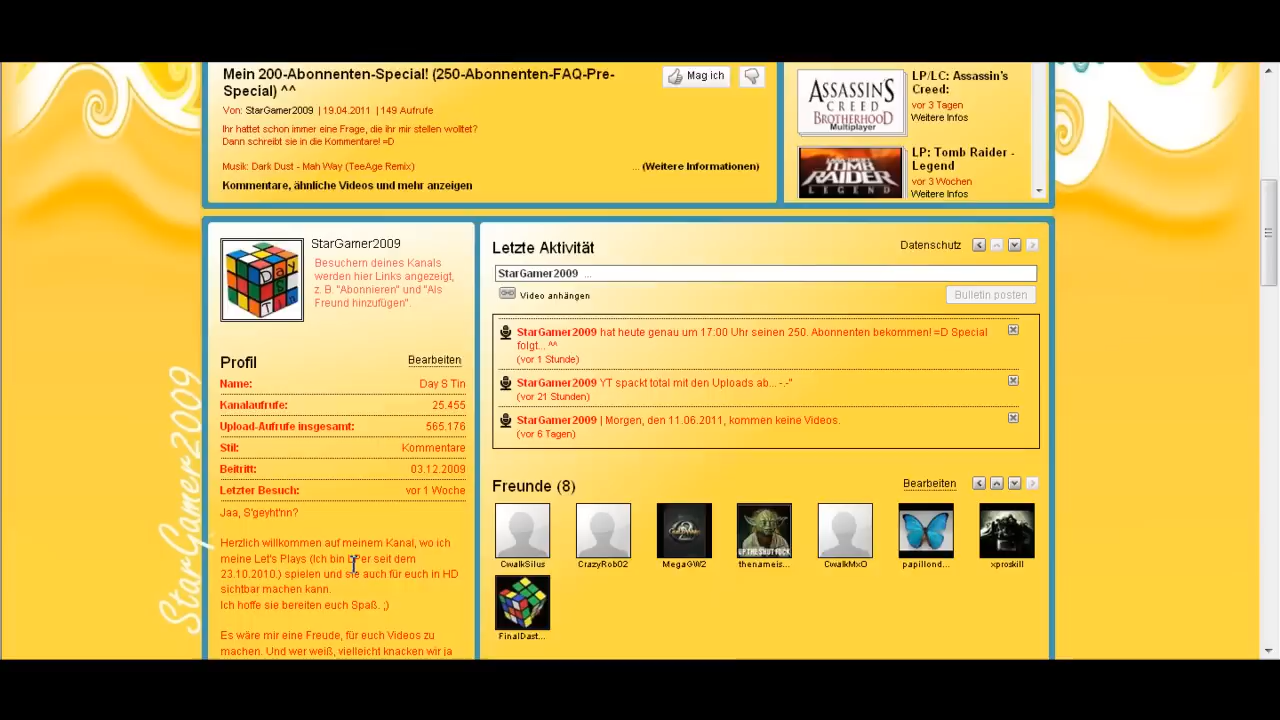 Mein 200-Abonnenten-Special! (250-Abonnenten-FAQ-Pre-
Special) ^^
Mag ich
Von: StarGamer2009 | 19.04.2011 | 149 Aufrufe
Ihr hattet schon immer eine Frage, die ihr mir stellen wolltet?
Dann schreibt sie in die Kommentare! =D
Musik: Dark Dust - Mah Way (TeeAge Remix)
... (Weitere Informationen)
Kommentare, ähnliche Videos und mehr anzeigen
ASSASSIN'S
CREED
BROTHERHOOD
Multiplayer
LP/LC: Assassin's
Creed:
vor 3 Tagen
Weitere Infos
TOMB
RAIDER
LEGEND
LP: Tomb Raider -
Legend
vor 3 Wochen
Weitere Infos
StarGamer2009
Day
S
Tin
StarGamer2009
Besuchern deines Kanals
werden hier Links angezeigt,
z. B. "Abonnieren" und "Als
Freund hinzufügen".
Profil
Bearbeiten
Name: Day S Tin
Kanalaufrufe: 25.455
Upload-Aufrufe insgesamt: 565.176
Stil: Kommentare
Beitritt: 03.12.2009
Letzter Besuch: vor 1 Woche
Jaa, S'geyht'nn?
Herzlich willkommen auf meinem Kanal, wo ich
meine Let's Plays (Ich bin LPer seit dem
23.10.2010.) spielen und sie auch für euch in HD
sichtbar machen kann.
Ich hoffe sie bereiten euch Spaß. ;)
Es wäre mir eine Freude, für euch Videos zu
machen. Und wer weiß, vielleicht knacken wir ja
Letzte Aktivität
Datenschutz
StarGamer2009 ...
Video anhängen
Bulletin posten
StarGamer2009 hat heute genau um 17:00 Uhr seinen 250. Abonnenten bekommen! =D Special
folgt... ^^
(vor 1 Stunde)
StarGamer2009 YT spackt total mit den Uploads ab... -.-"
(vor 21 Stunden)
StarGamer2009 | Morgen, den 11.06.2011, kommen keine Videos.
(vor 6 Tagen)
Freunde (8)
Bearbeiten
UP THE SHUT FUCK
CwalkSilus
CrazyRob02
MegaGW2
thenameis...
CwalkMxO
papillond...
xproskill
FinalDast...